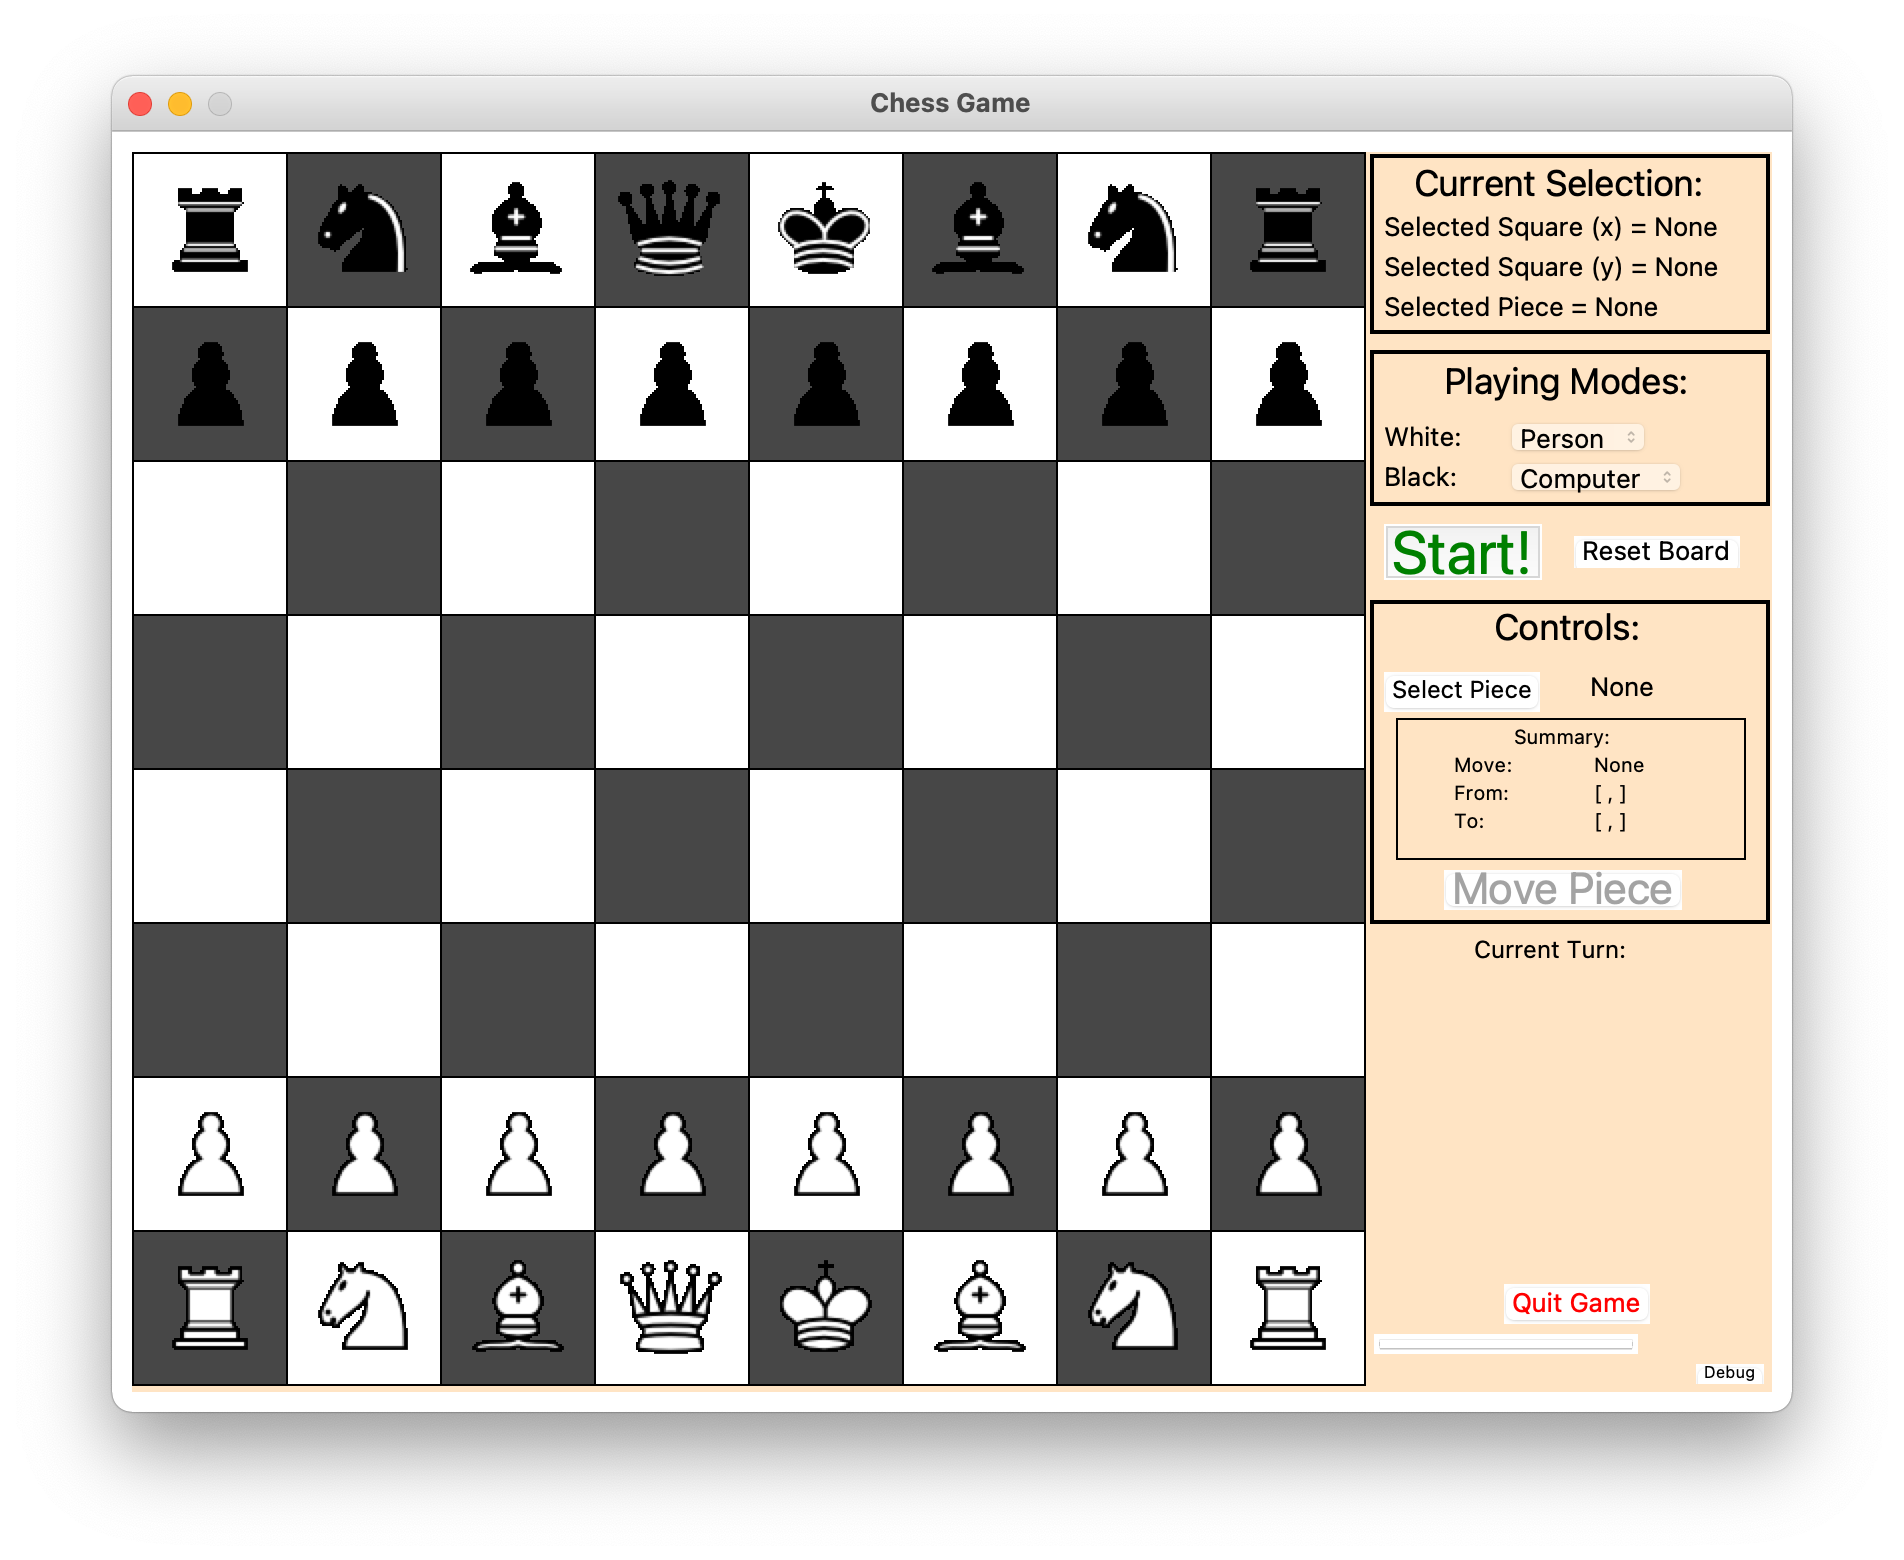 Chess Game
Current Selection:
Selected Square (x) = None
Selected Square (y) = None
Selected Piece = None
Playing Modes:
White: Person
Black: Computer
Start! Reset Board
Controls:
Select Piece None
Summary:
Move: None
From: [ , ]
To: [ , ]
Move Piece
Current Turn:
Quit Game
Debug